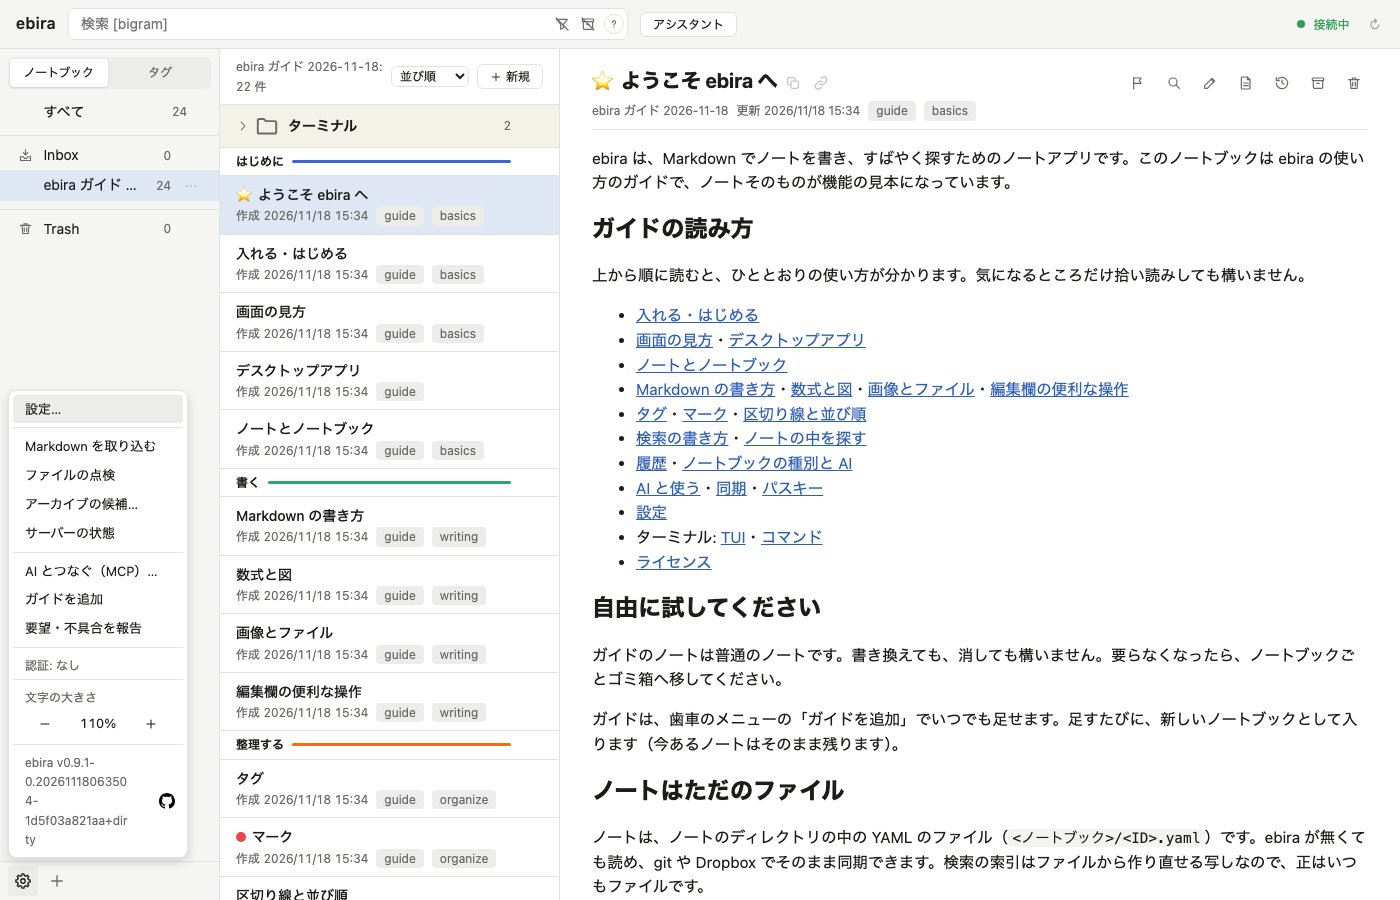 ebira
検索 [bigram]
?
アシスタント
接続中
ノートブック
タグ
すべて 24
Inbox 0
ebira ガイド ... 24 ...
Trash 0
設定...
Markdown を取り込む
ファイルの点検
アーカイブの候補...
サーバーの状態
AI とつなぐ（MCP）...
ガイドを追加
要望・不具合を報告
認証: なし
文字の大きさ
− 110% +
ebira v0.9.1-
0.2026111806350
4-
1d5f03a821aa+dir
ty
ebira ガイド 2026-11-18:
22 件
並び順
+ 新規
ターミナル 2
はじめに
⭐ ようこそ ebira へ
作成 2026/11/18 15:34 guide basics
入れる・はじめる
作成 2026/11/18 15:34 guide basics
画面の見方
作成 2026/11/18 15:34 guide basics
デスクトップアプリ
作成 2026/11/18 15:34 guide
ノートとノートブック
作成 2026/11/18 15:34 guide basics
書く
Markdown の書き方
作成 2026/11/18 15:34 guide writing
数式と図
作成 2026/11/18 15:34 guide writing
画像とファイル
作成 2026/11/18 15:34 guide writing
編集欄の便利な操作
作成 2026/11/18 15:34 guide writing
整理する
タグ
作成 2026/11/18 15:34 guide organize
マーク
作成 2026/11/18 15:34 guide organize
区切り線と並び順
⭐ ようこそ ebira へ
ebira ガイド 2026-11-18 更新 2026/11/18 15:34 guide basics
ebira は、Markdown でノートを書き、すばやく探すためのノートアプリです。このノートブックは ebira の使い
方のガイドで、ノートそのものが機能の見本になっています。
ガイドの読み方
上から順に読むと、ひととおりの使い方が分かります。気になるところだけ拾い読みしても構いません。
• 入れる・はじめる
• 画面の見方・デスクトップアプリ
• ノートとノートブック
• Markdown の書き方・数式と図・画像とファイル・編集欄の便利な操作
• タグ・マーク・区切り線と並び順
• 検索の書き方・ノートの中を探す
• 履歴・ノートブックの種別と AI
• AI と使う・同期・パスキー
• 設定
• ターミナル: TUI・コマンド
• ライセンス
自由に試してください
ガイドのノートは普通のノートです。書き換えても、消しても構いません。要らなくなったら、ノートブックご
とゴミ箱へ移してください。
ガイドは、歯車のメニューの「ガイドを追加」でいつでも足せます。足すたびに、新しいノートブックとして入
ります（今あるノートはそのまま残ります）。
ノートはただのファイル
ノートは、ノートのディレクトリの中の YAML のファイル（<ノートブック>/<ID>.yaml）です。ebira が無くて
も読め、git や Dropbox でそのまま同期できます。検索の索引はファイルから作り直せる写しなので、正はいつ
もファイルです。